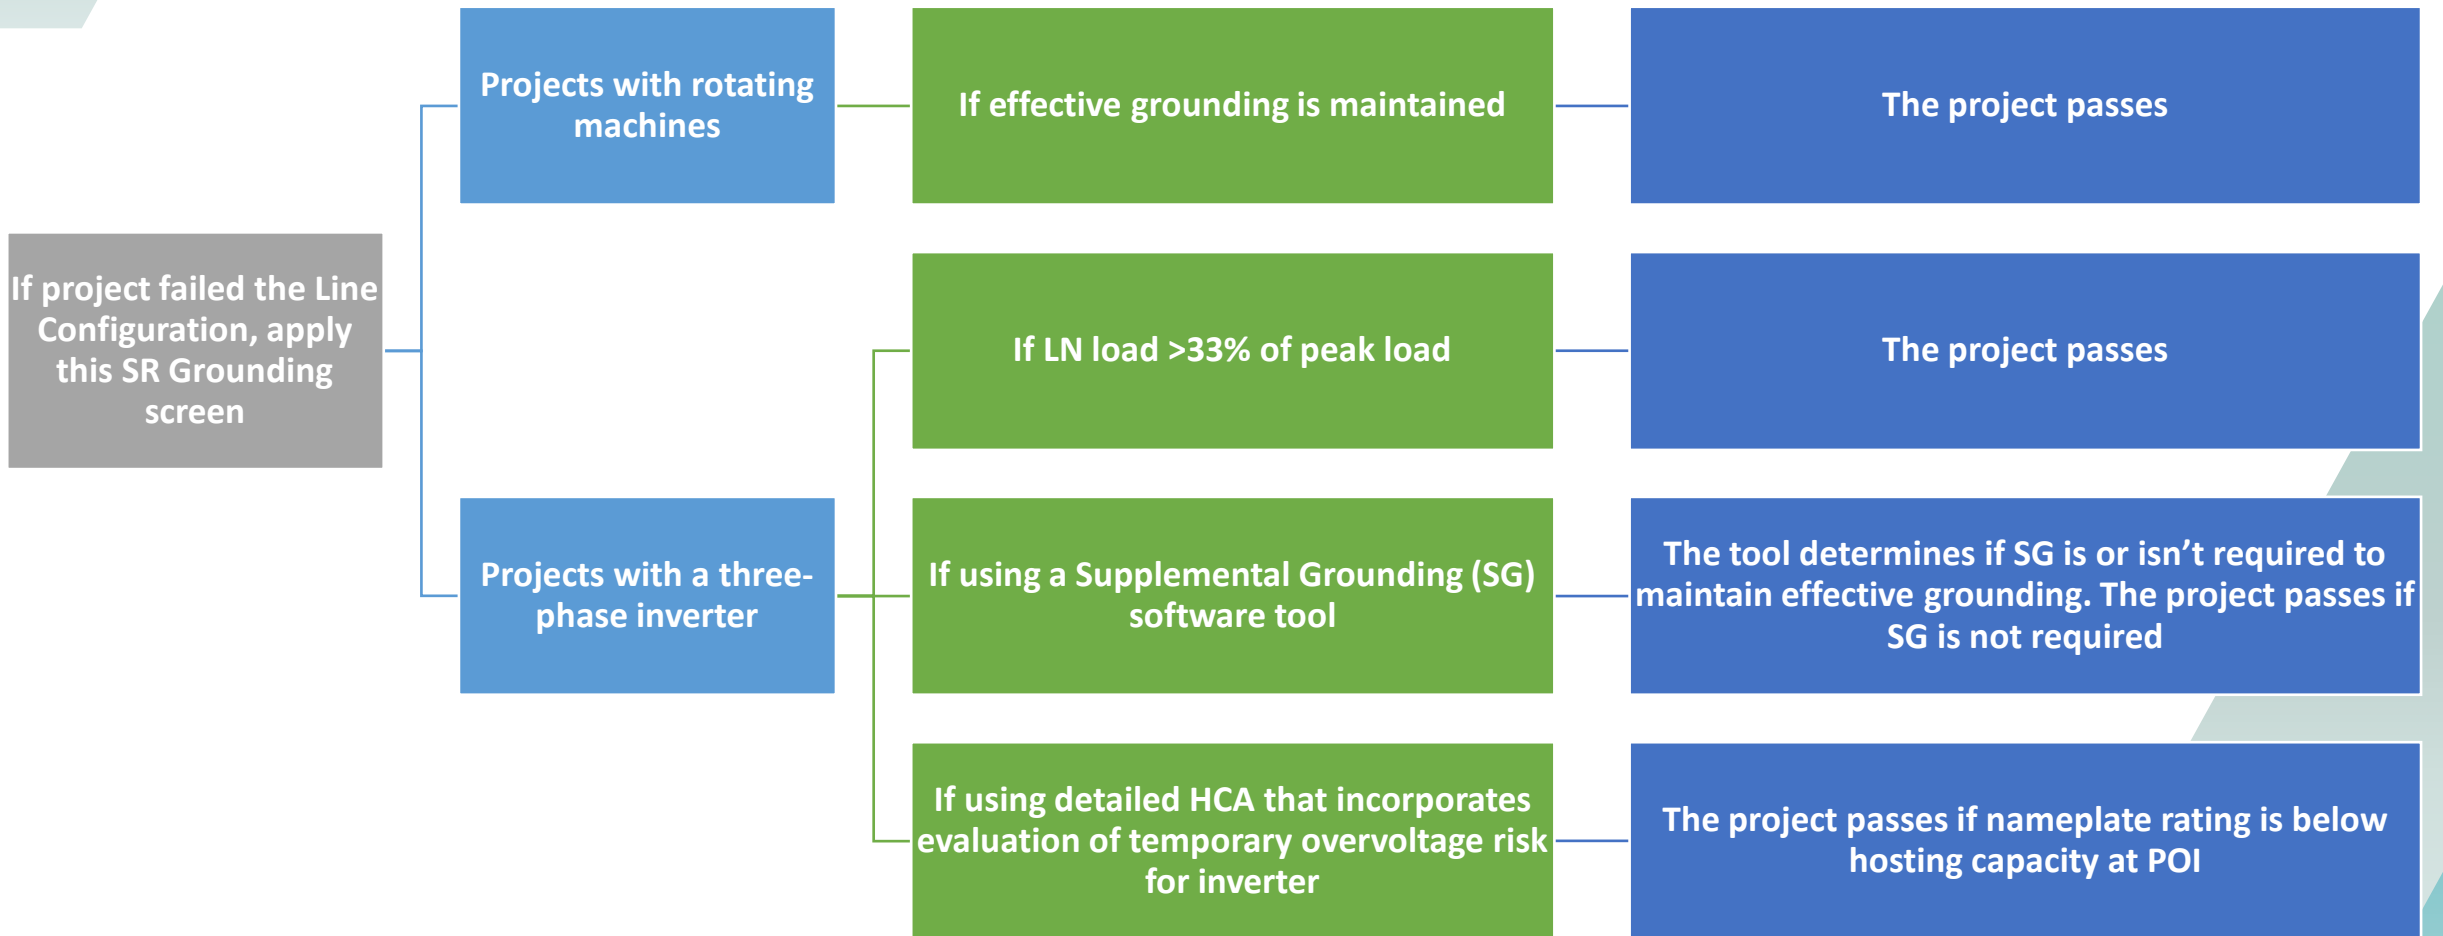 If project failed the Line
Configuration, apply
this SR Grounding
screen
Projects with rotating
machines
If effective grounding is maintained
The project passes
Projects with a three-
phase inverter
If LN load >33% of peak load
The project passes
If using a Supplemental Grounding (SG)
software tool
The tool determines if SG is or isn’t required to
maintain effective grounding. The project passes if
SG is not required
If using detailed HCA that incorporates
evaluation of temporary overvoltage risk
for inverter
The project passes if nameplate rating is below
hosting capacity at POI